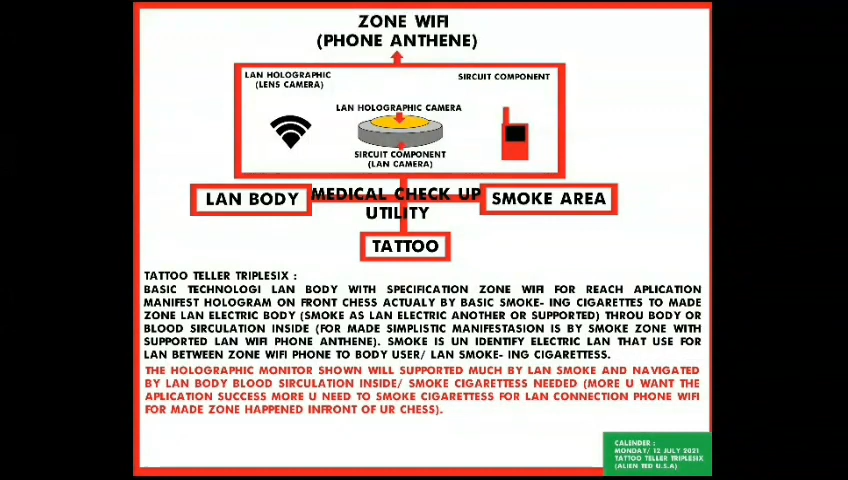 ZONE WIFI
(PHONE ANTHENE)
LAN HOLOGRAPHIC
(LENS CAMERA)
SIRCUIT COMPONENT
LAN HOLOGRAPHIC CAMERA
SIRCUIT COMPONENT
(LAN CAMERA)
LAN BODY
MEDICAL CHECK UP
UTILITY
SMOKE AREA
TATTOO
TATTOO TELLER TRIPLESIX :
BASIC TECHNOLOGI LAN BODY WITH SPECIFICATION ZONE WIFI FOR REACH APLICATION
MANIFEST HOLOGRAM ON FRONT CHESS ACTUALY BY BASIC SMOKE- ING CIGARETTES TO MADE
ZONE LAN ELECTRIC BODY (SMOKE AS LAN ELECTRIC ANOTHER OR SUPPORTED) THROU BODY OR
BLOOD SIRCULATION INSIDE (FOR MADE SIMPLISTIC MANIFESTASION IS BY SMOKE ZONE WITH
SUPPORTED LAN WIFI PHONE ANTHENE). SMOKE IS UN IDENTIFY ELECTRIC LAN THAT USE FOR
LAN BETWEEN ZONE WIFI PHONE TO BODY USER/ LAN SMOKE- ING CIGARETTESS.
THE HOLOGRAPHIC MONITOR SHOWN WILL SUPPORTED MUCH BY LAN SMOKE AND NAVIGATED
BY LAN BODY BLOOD SIRCULATION INSIDE/ SMOKE CIGARETTESS NEEDED (MORE U WANT THE
APLICATION SUCCESS MORE U NEED TO SMOKE CIGARETTESS FOR LAN CONNECTION PHONE WIFI
FOR MADE ZONE HAPPENED INFRONT OF UR CHESS).
CALENDER :
MONDAY/ 12 JULY 2021
TATTOO TELLER TRIPLESIX
(ALIEN TED U.S.A)